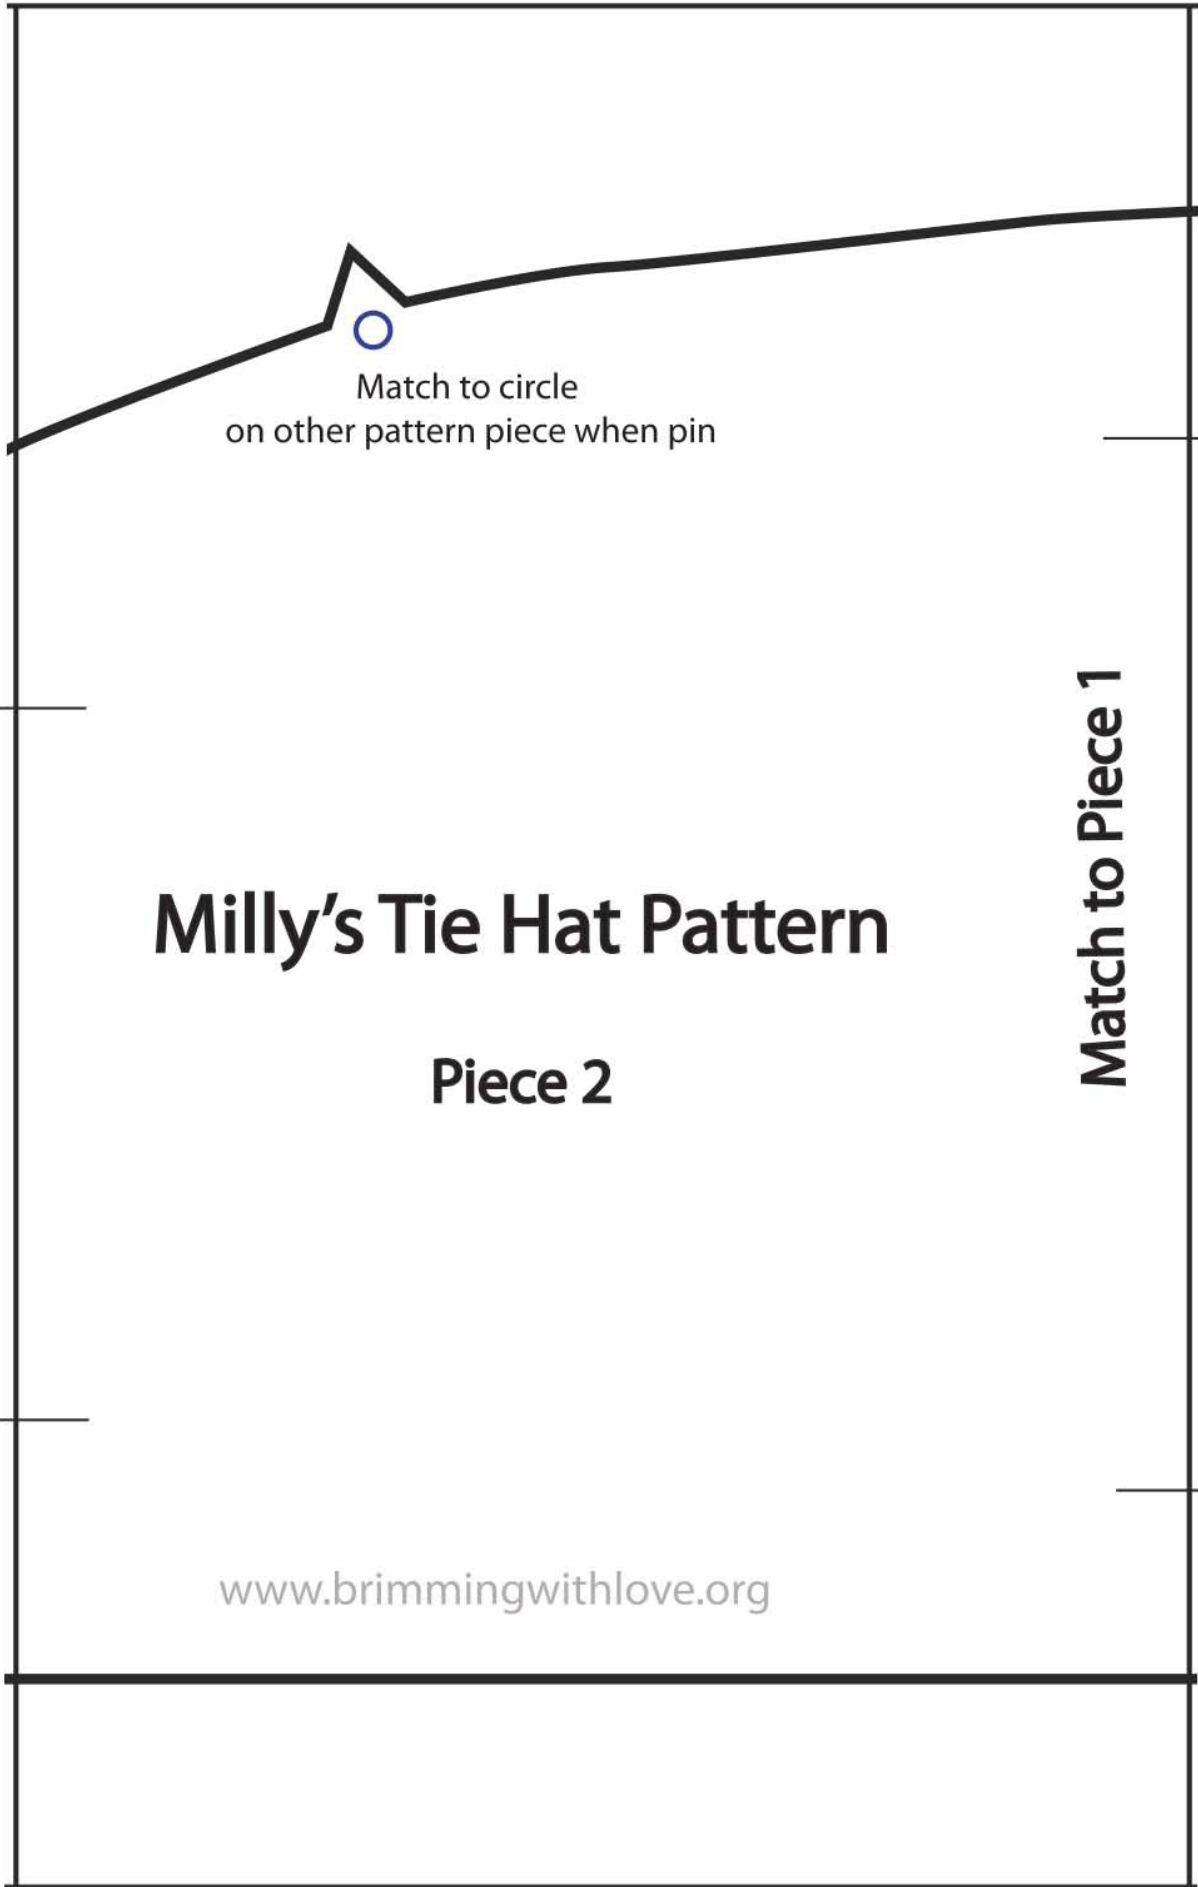 Match to circle
on other pattern piece when pin
Match to Piece 1
Milly’s Tie Hat Pattern
Piece 2
www.brimmingwithlove.org